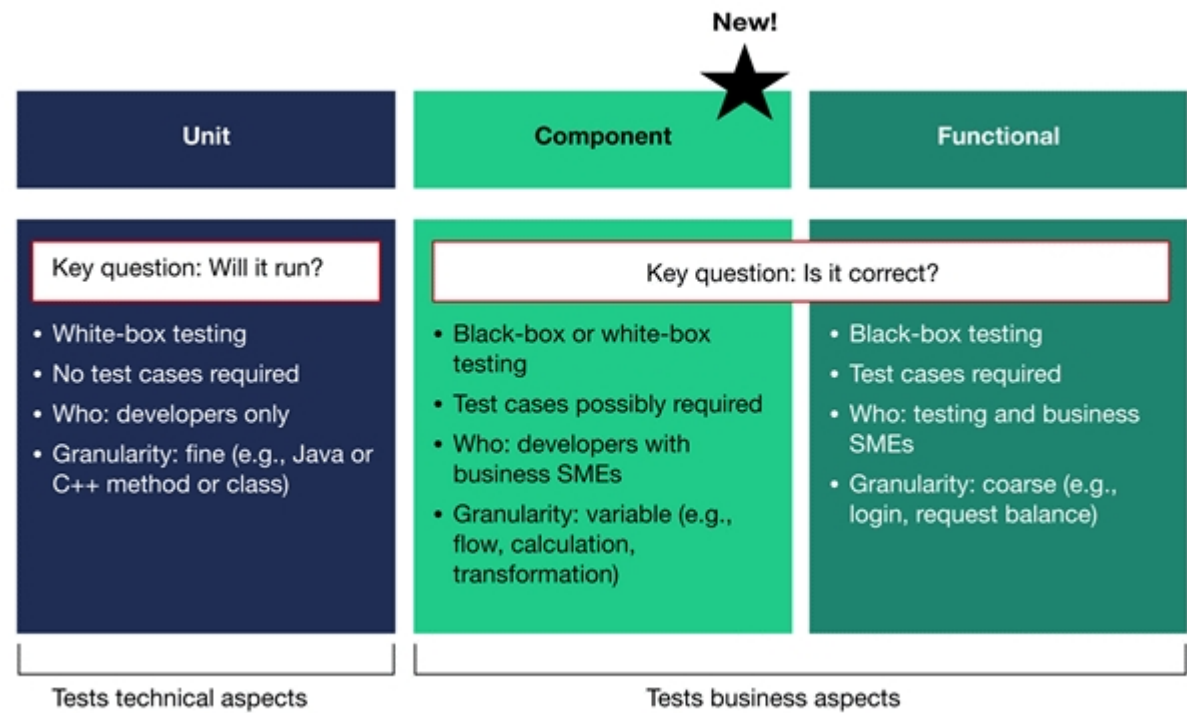 New!
Unit
Component
Functional
Key question: Will it run?
• White-box testing
• No test cases required
• Who: developers only
• Granularity: fine (e.g., Java or
C++ method or class)
Key question: Is it correct?
• Black-box or white-box
testing
• Test cases possibly required
• Who: developers with
business SMEs
• Granularity: variable (e.g.,
flow, calculation,
transformation)
• Black-box testing
• Test cases required
• Who: testing and business
SMEs
• Granularity: coarse (e.g.,
login, request balance)
Tests technical aspects
Tests business aspects